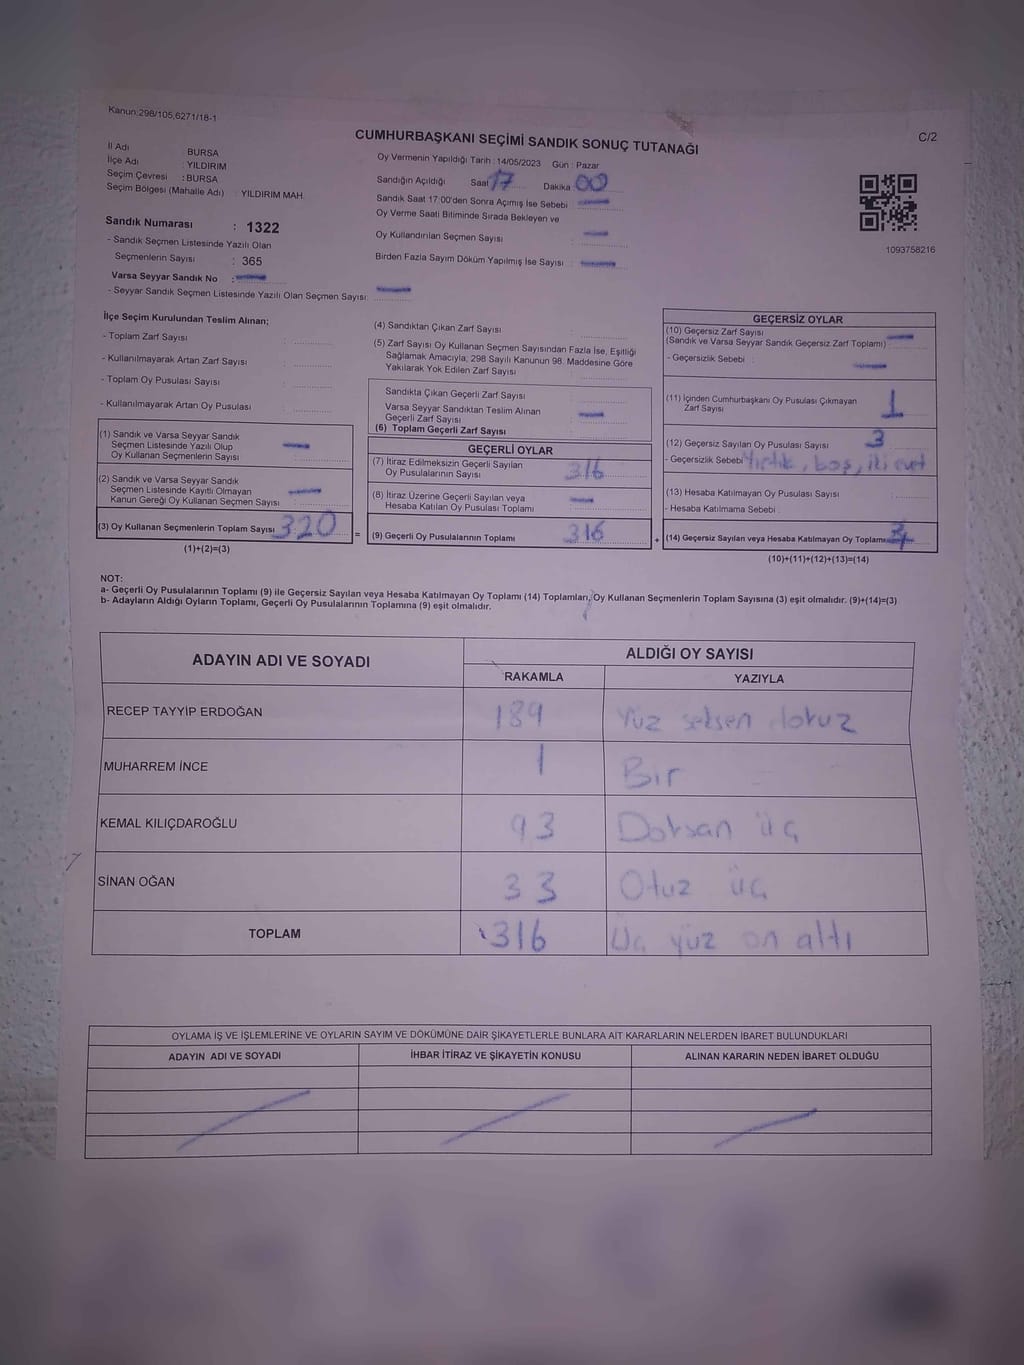 Kanun:298/105,6271/18-1
C/2
CUMHURBAŞKANI SEÇİMİ SANDIK SONUÇ TUTANAĞI
İl Adı BURSA
İlçe Adı : YILDIRIM
Seçim Çevresi : BURSA
Seçim Bölgesi (Mahalle Adı) : YILDIRIM MAH.
Oy Vermenin Yapıldığı Tarih : 14/05/2023 Gün : Pazar
Sandığın Açıldığı Saat 17 Dakika 00
Sandık Saat 17:00'den Sonra Açımış İse Sebebi
Oy Verme Saati Bitiminde Sırada Bekleyen ve
Oy Kullandırılan Seçmen Sayısı :
Birden Fazla Sayım Döküm Yapılmış İse Sayısı :
1093758216
Sandık Numarası : 1322
- Sandık Seçmen Listesinde Yazılı Olan
Seçmenlerin Sayısı : 365
Varsa Seyyar Sandık No :
- Seyyar Sandık Seçmen Listesinde Yazılı Olan Seçmen Sayısı:
İlçe Seçim Kurulundan Teslim Alınan;
- Toplam Zarf Sayısı :
- Kullanılmayarak Artan Zarf Sayısı :
- Toplam Oy Pusulası Sayısı :
- Kullanılmayarak Artan Oy Pusulası :
(1) Sandık ve Varsa Seyyar Sandık
Seçmen Listesinde Yazılı Olup
Oy Kullanan Seçmenlerin Sayısı
(2) Sandık ve Varsa Seyyar Sandık
Seçmen Listesinde Kayıtlı Olmayan
Kanun Gereği Oy Kullanan Seçmen Sayısı
(3) Oy Kullanan Seçmenlerin Toplam Sayısı 320
(1)+(2)=(3)
=
(4) Sandıktan Çıkan Zarf Sayısı :
(5) Zarf Sayısı Oy Kullanan Seçmen Sayısından Fazla İse, Eşitliği
Sağlamak Amacıyla, 298 Sayılı Kanunun 98. Maddesine Göre
Yakılarak Yok Edilen Zarf Sayısı
Sandıkta Çıkan Geçerli Zarf Sayısı
Varsa Seyyar Sandıktan Teslim Alınan
Geçerli Zarf Sayısı
(6) Toplam Geçerli Zarf Sayısı
GEÇERLİ OYLAR
(7) İtiraz Edilmeksizin Geçerli Sayılan
Oy Pusulalarının Sayısı 316
(8) İtiraz Üzerine Geçerli Sayılan veya
Hesaba Katılan Oy Pusulası Toplamı
(9) Geçerli Oy Pusulalarının Toplamı 316
+
GEÇERSİZ OYLAR
(10) Geçersiz Zarf Sayısı
(Sandık ve Varsa Seyyar Sandık Geçersiz Zarf Toplamı)
- Geçersizlik Sebebi :
(11) İçinden Cumhurbaşkanı Oy Pusulası Çıkmayan
Zarf Sayısı 1
(12) Geçersiz Sayılan Oy Pusulası Sayısı 3
- Geçersizlik Sebebi Yırtık, boş, iki evet
(13) Hesaba Katılmayan Oy Pusulası Sayısı :
- Hesaba Katılmama Sebebi :
(14) Geçersiz Sayılan veya Hesaba Katılmayan Oy Toplamı
(10)+(11)+(12)+(13)=(14)
NOT:
a- Geçerli Oy Pusulalarının Toplamı (9) ile Geçersiz Sayılan veya Hesaba Katılmayan Oy Toplamı (14) Toplamları, Oy Kullanan Seçmenlerin Toplam Sayısına (3) eşit olmalıdır. (9)+(14)=(3)
b- Adayların Aldığı Oyların Toplamı, Geçerli Oy Pusulalarının Toplamına (9) eşit olmalıdır.
ADAYIN ADI VE SOYADI ALDIĞI OY SAYISI
RAKAMLA YAZIYLA
RECEP TAYYİP ERDOĞAN 189 Yüz seksen dokuz
MUHARREM İNCE 1 Bir
KEMAL KILIÇDAROĞLU 93 Doksan üç
SİNAN OĞAN 33 Otuz üç
TOPLAM 316 Üç yüz on altı
OYLAMA İŞ VE İŞLEMLERİNE VE OYLARIN SAYIM VE DÖKÜMÜNE DAİR ŞİKAYETLERLE BUNLARA AİT KARARLARIN NELERDEN İBARET BULUNDUKLARI
ADAYIN ADI VE SOYADI İHBAR İTİRAZ VE ŞİKAYETİN KONUSU ALINAN KARARIN NEDEN İBARET OLDUĞU